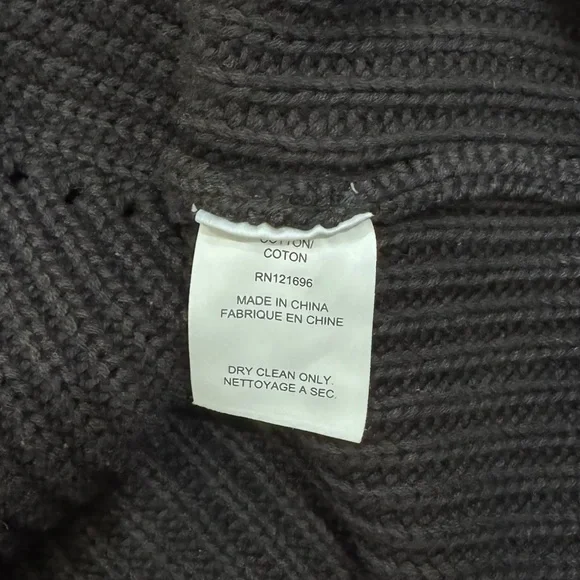 COTTON/
COTON
RN121696
MADE IN CHINA
FABRIQUE EN CHINE
DRY CLEAN ONLY.
NETTOYAGE A SEC.